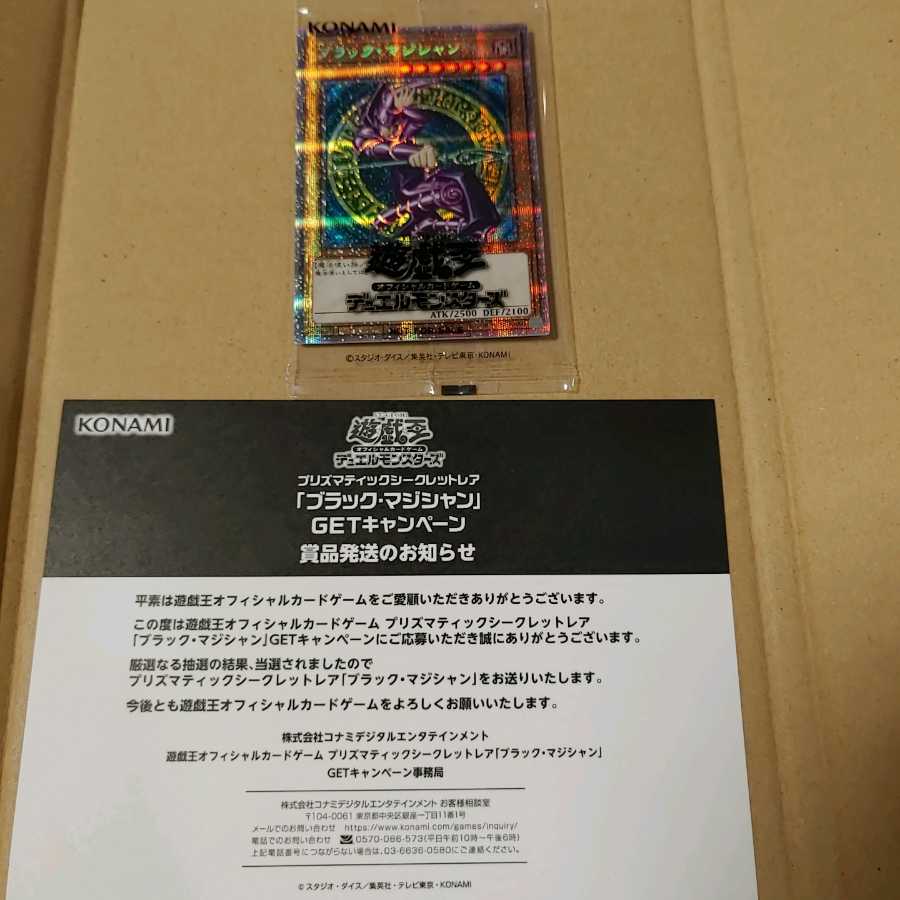 KONAMI
ブラック・マジシャン
遊戯王
オフィシャルカードゲーム
デュエルモンスターズ
ATK/2500 DEF/2100
NOT FOR SALE
©スタジオ・ダイス/集英社・テレビ東京・KONAMI
KONAMI
遊戯王
オフィシャルカードゲーム
デュエルモンスターズ
プリズマティックシークレットレア
「ブラック・マジシャン」
GETキャンペーン
賞品発送のお知らせ
平素は遊戯王オフィシャルカードゲームをご愛顧いただきありがとうございます。
この度は遊戯王オフィシャルカードゲーム プリズマティックシークレットレア
「ブラック・マジシャン」GETキャンペーンにご応募いただき誠にありがとうございます。
厳選なる抽選の結果、当選されましたので
プリズマティックシークレットレア「ブラック・マジシャン」をお送りいたします。
今後とも遊戯王オフィシャルカードゲームをよろしくお願いいたします。
株式会社コナミデジタルエンタテインメント
遊戯王オフィシャルカードゲーム プリズマティックシークレットレア「ブラック・マジシャン」
GETキャンペーン事務局
株式会社コナミデジタルエンタテインメント お客様相談室
〒104-0061 東京都中央区銀座一丁目11番1号
メールでのお問い合わせ https://www.konami.com/games/inquiry/
電話でのお問い合わせ 0570-086-573(平日午前10時~午後6時)
上記電話番号につながらない場合は、03-6636-0580にご連絡ください。
©スタジオ・ダイス/集英社・テレビ東京・KONAMI